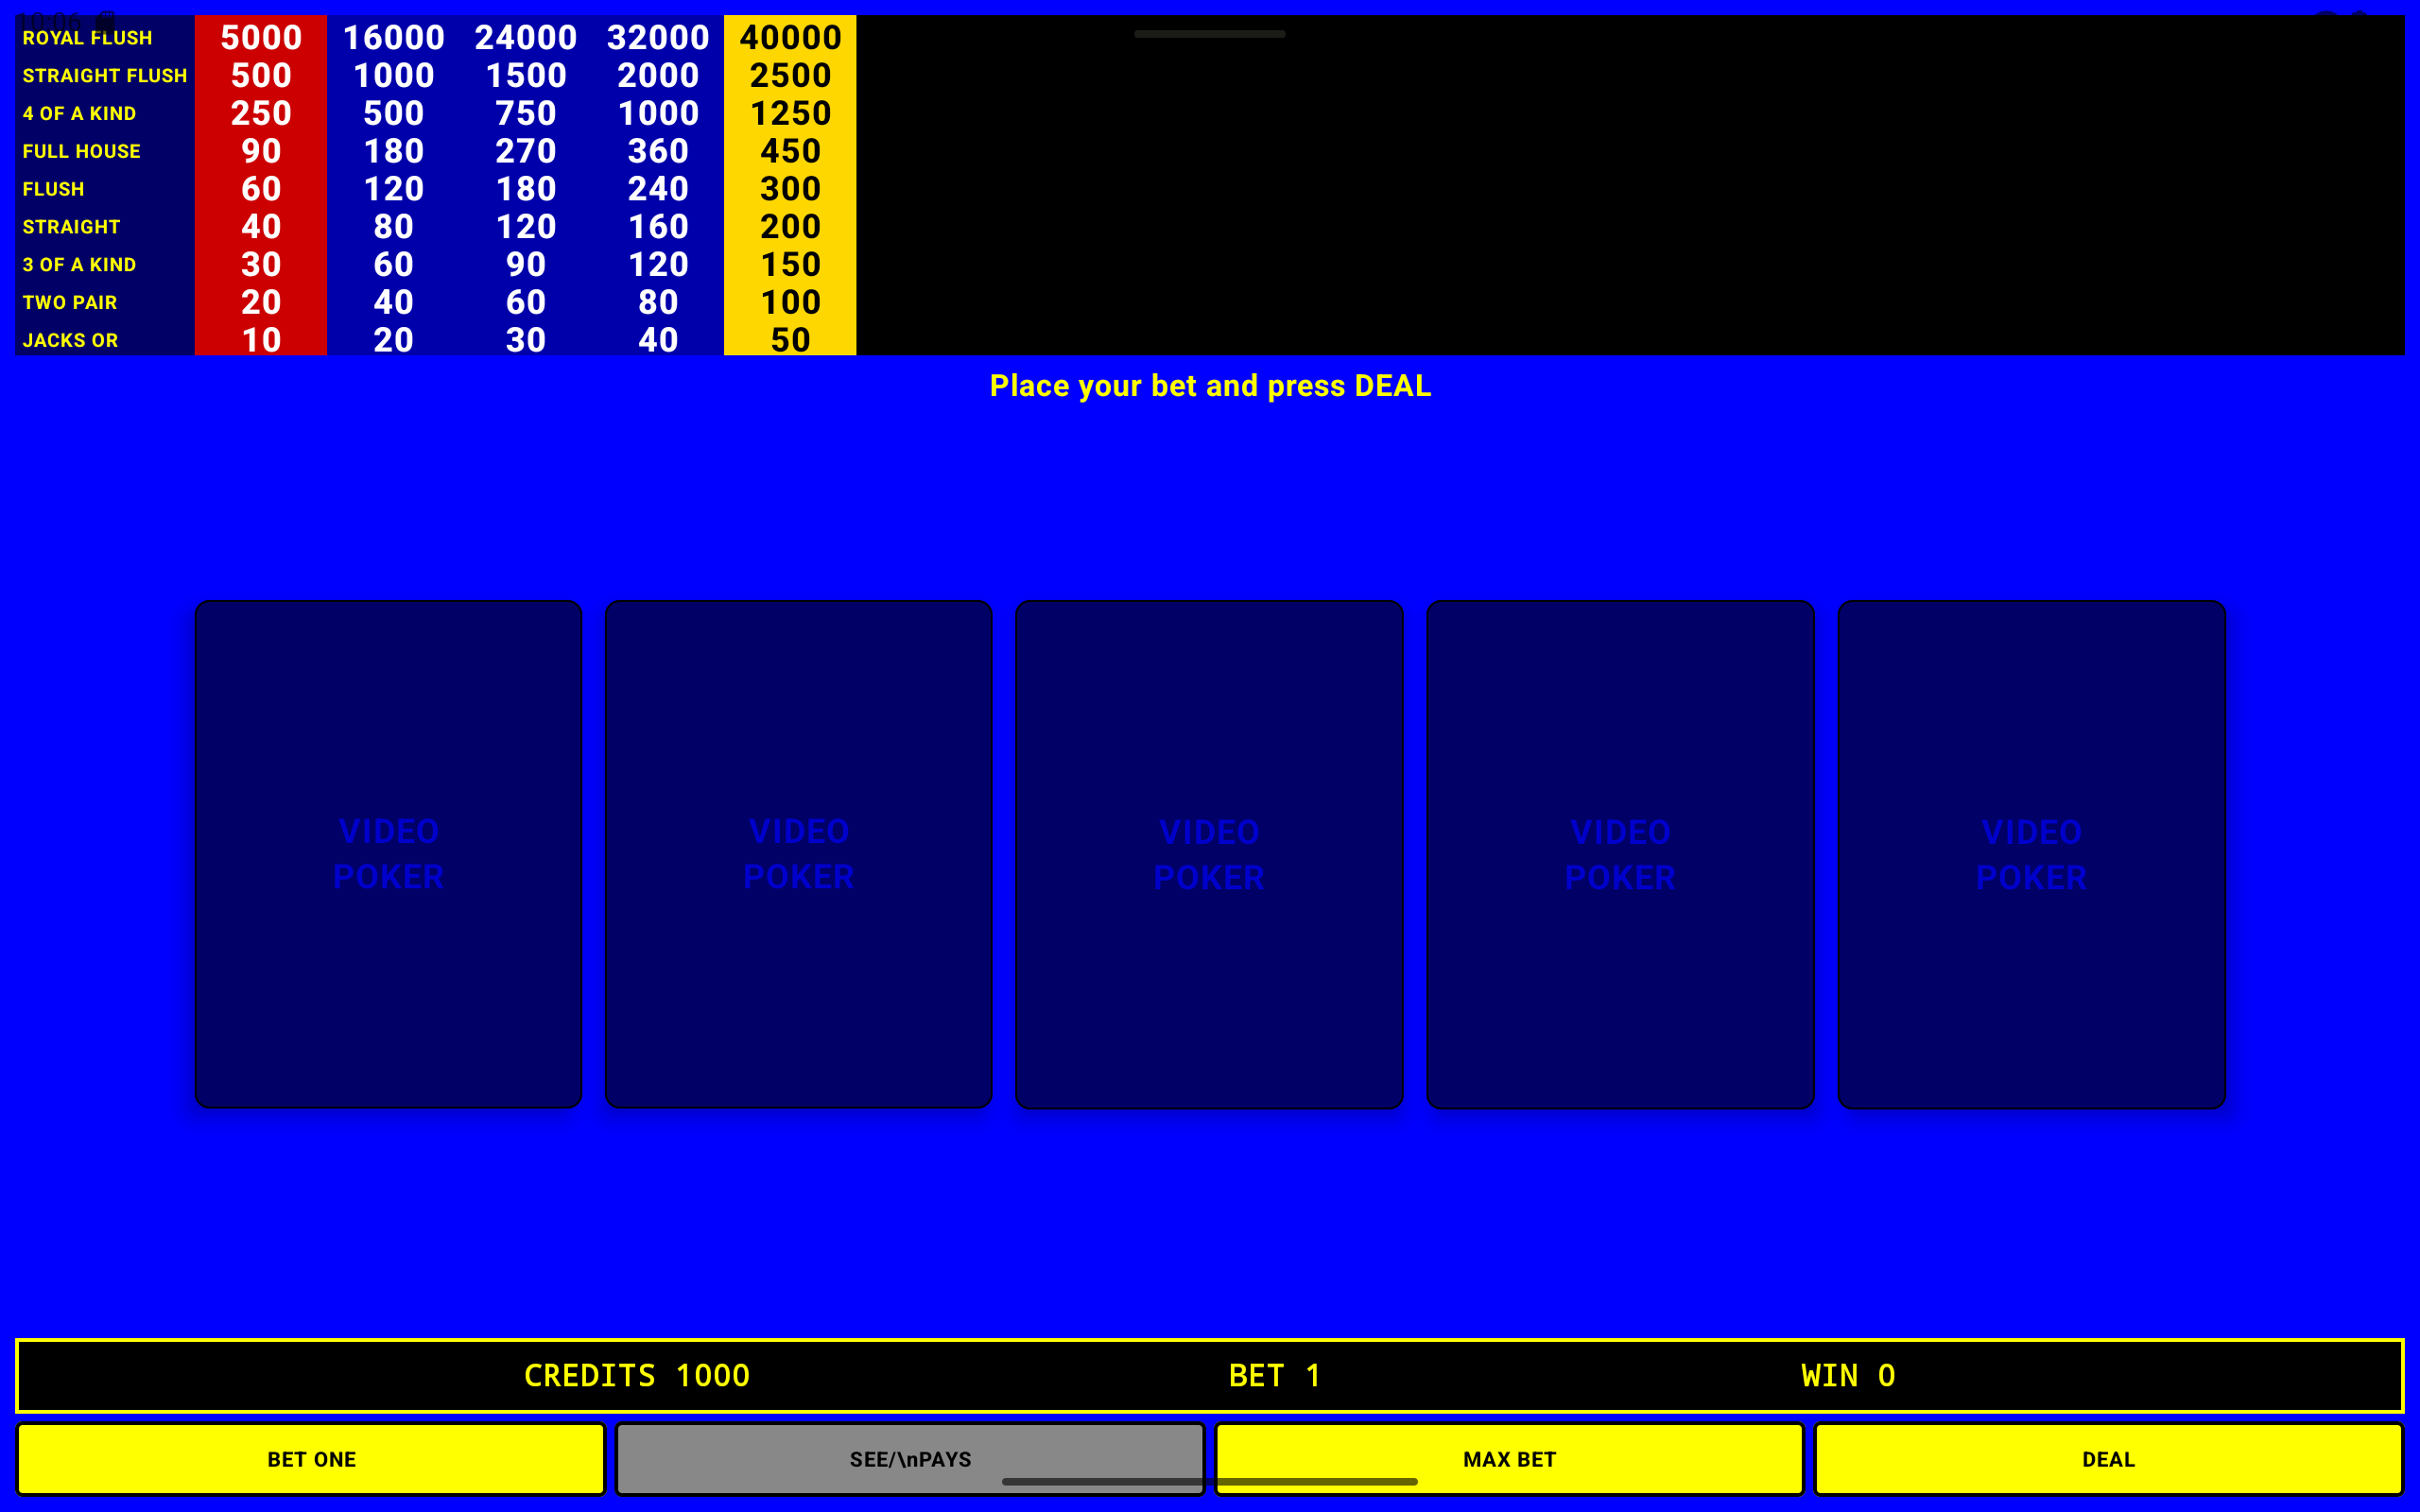 10:06
ROYAL FLUSH 5000 16000 24000 32000 40000
STRAIGHT FLUSH 500 1000 1500 2000 2500
4 OF A KIND 250 500 750 1000 1250
FULL HOUSE 90 180 270 360 450
FLUSH 60 120 180 240 300
STRAIGHT 40 80 120 160 200
3 OF A KIND 30 60 90 120 150
TWO PAIR 20 40 60 80 100
JACKS OR 10 20 30 40 50
Place your bet and press DEAL
VIDEO VIDEO VIDEO VIDEO VIDEO
POKER POKER POKER POKER POKER
CREDITS 1000 BET 1 WIN 0
BET ONE SEE/\nPAYS MAX BET DEAL